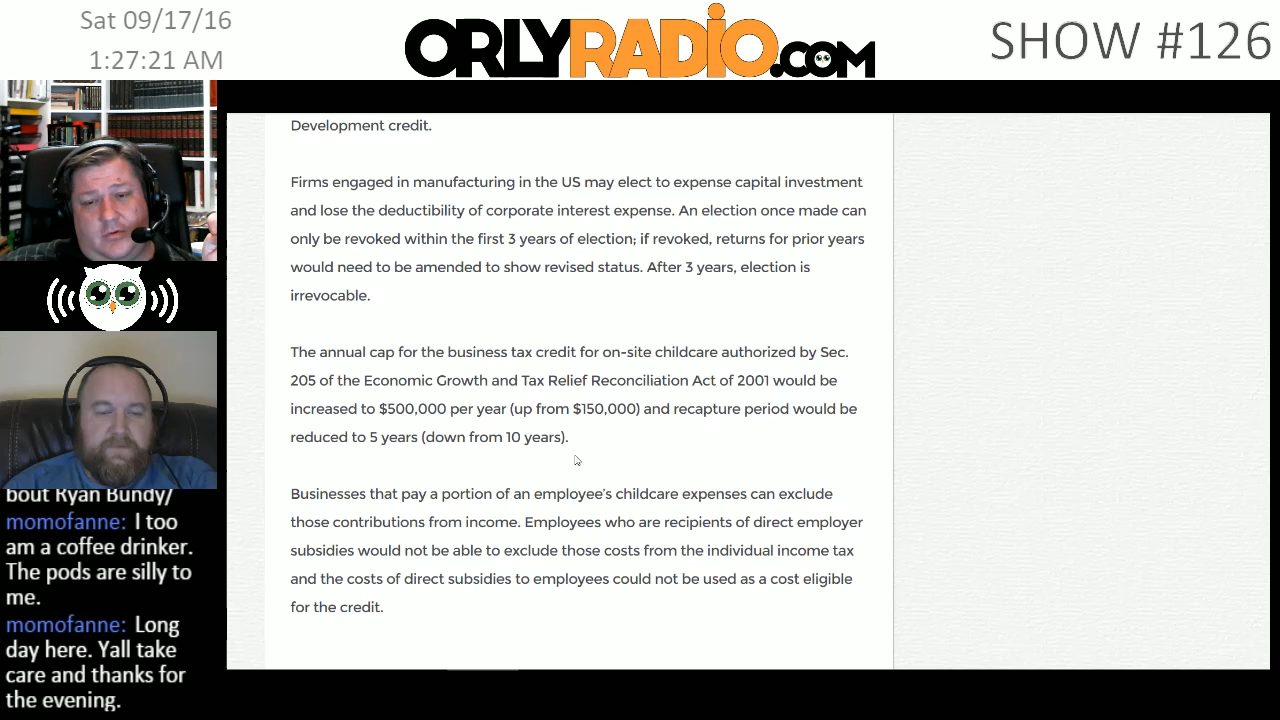 Sat 09/17/16
1:27:21 AM
ORLYRADIO.COM
SHOW #126
Development credit.
Firms engaged in manufacturing in the US may elect to expense capital investment
and lose the deductibility of corporate interest expense. An election once made can
only be revoked within the first 3 years of election; if revoked, returns for prior years
would need to be amended to show revised status. After 3 years, election is
irrevocable.
The annual cap for the business tax credit for on-site childcare authorized by Sec.
205 of the Economic Growth and Tax Relief Reconciliation Act of 2001 would be
increased to $500,000 per year (up from $150,000) and recapture period would be
reduced to 5 years (down from 10 years).
Businesses that pay a portion of an employee’s childcare expenses can exclude
those contributions from income. Employees who are recipients of direct employer
subsidies would not be able to exclude those costs from the individual income tax
and the costs of direct subsidies to employees could not be used as a cost eligible
for the credit.
bout Ryan Bundy/
momofanne: I too
am a coffee drinker.
The pods are silly to
me.
momofanne: Long
day here. Yall take
care and thanks for
the evening.